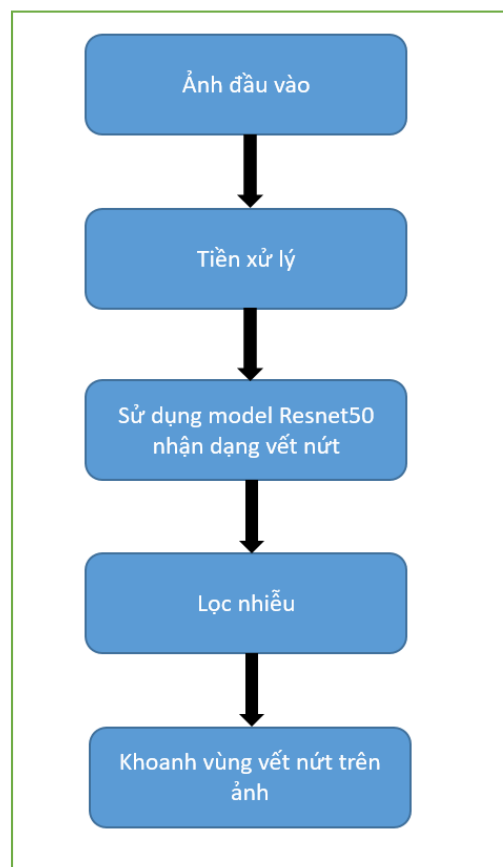 Ảnh đầu vào
Tiền xử lý
Sử dụng model Resnet50
nhận dạng vết nứt
Lọc nhiễu
Khoanh vùng vết nứt trên
ảnh